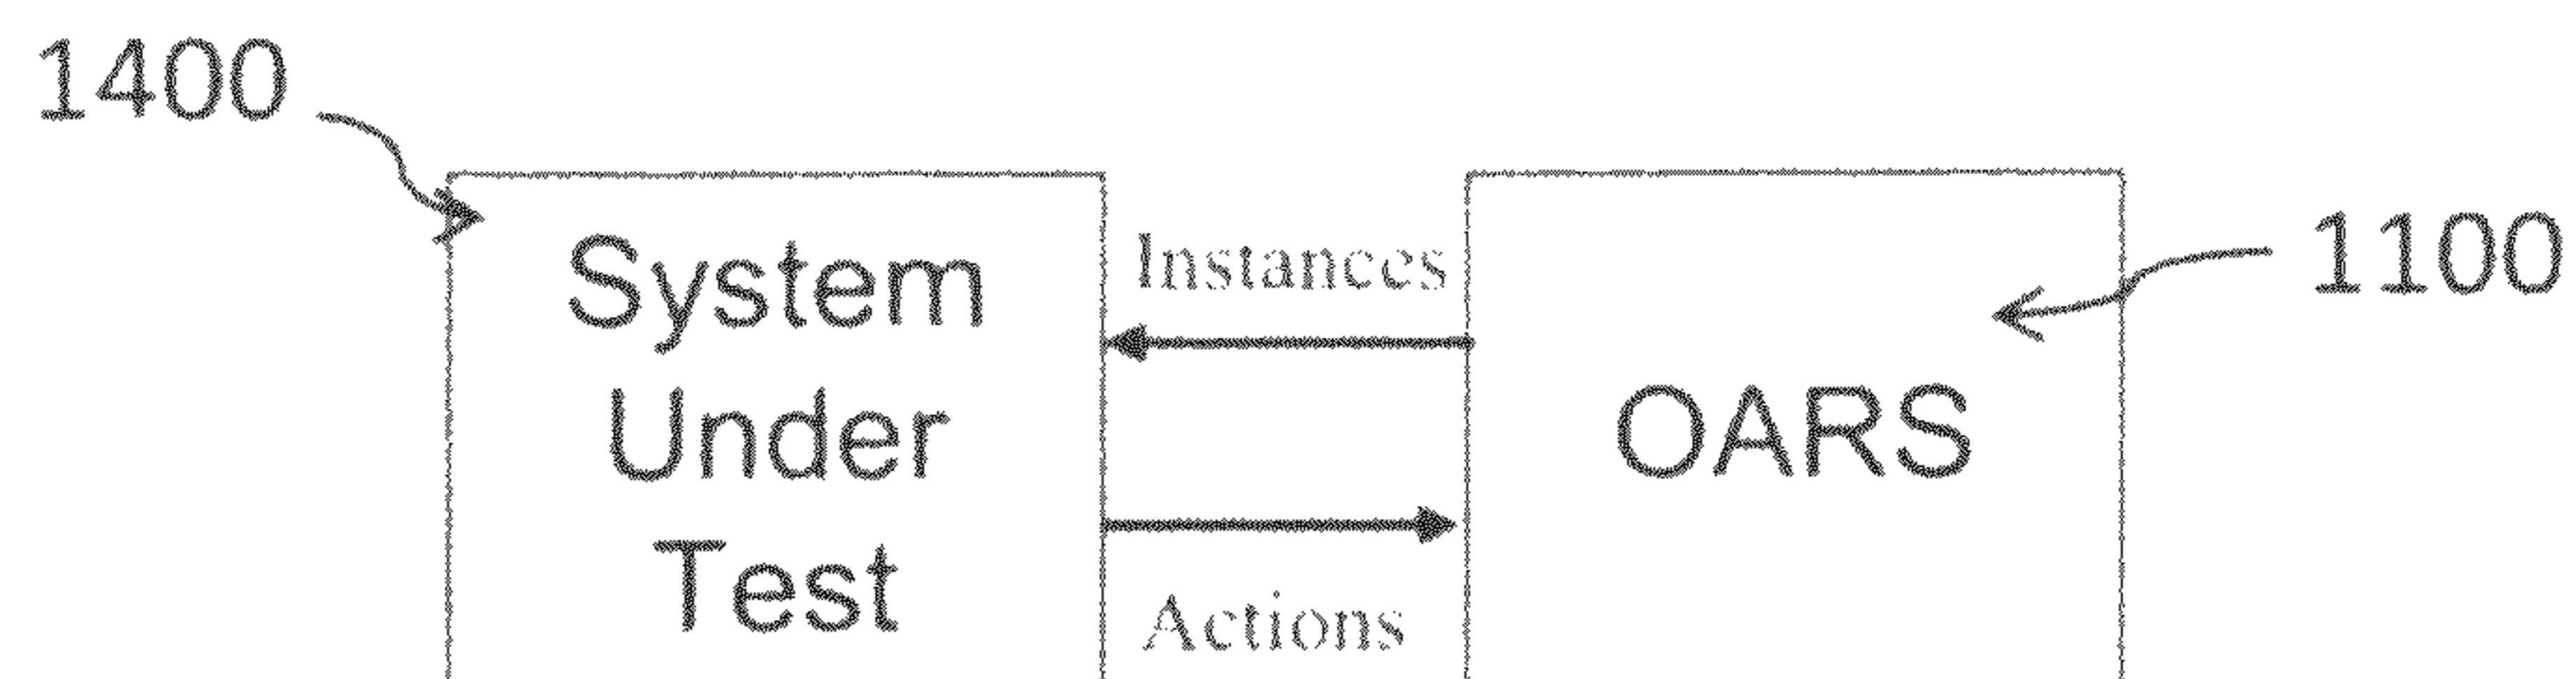 1400
System
Under
Test
Instances
Actions
OARS
1100